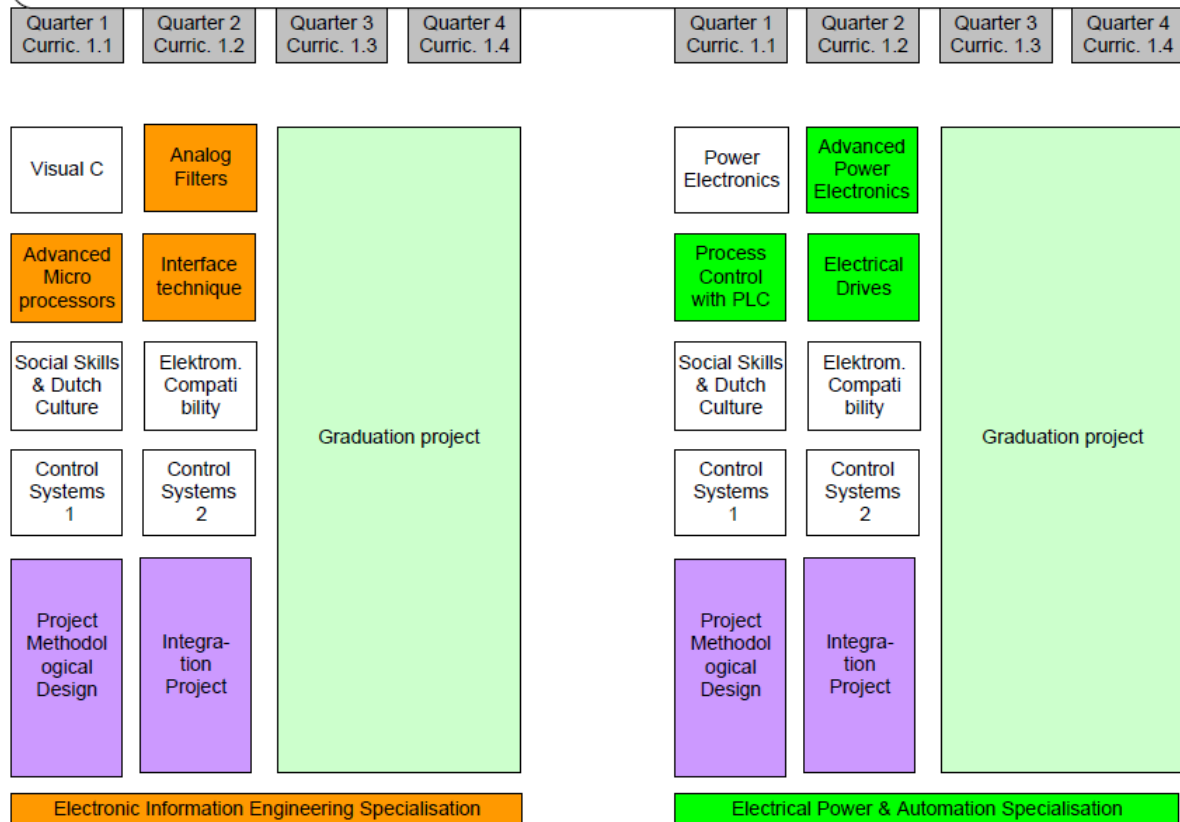 Quarter 1
Curric. 1.1
Quarter 2
Curric. 1.2
Quarter 3
Curric. 1.3
Quarter 4
Curric. 1.4
Visual C
Analog
Filters
Advanced
Micro
processors
Interface
technique
Social Skills
& Dutch
Culture
Elektrom.
Compati
bility
Control
Systems
1
Control
Systems
2
Project
Methodol
ogical
Design
Integra-
tion
Project
Graduation project
Electronic Information Engineering Specialisation
Quarter 1
Curric. 1.1
Quarter 2
Curric. 1.2
Quarter 3
Curric. 1.3
Quarter 4
Curric. 1.4
Power
Electronics
Advanced
Power
Electronics
Process
Control
with PLC
Electrical
Drives
Social Skills
& Dutch
Culture
Elektrom.
Compati
bility
Control
Systems
1
Control
Systems
2
Project
Methodol
ogical
Design
Integra-
tion
Project
Graduation project
Electrical Power & Automation Specialisation